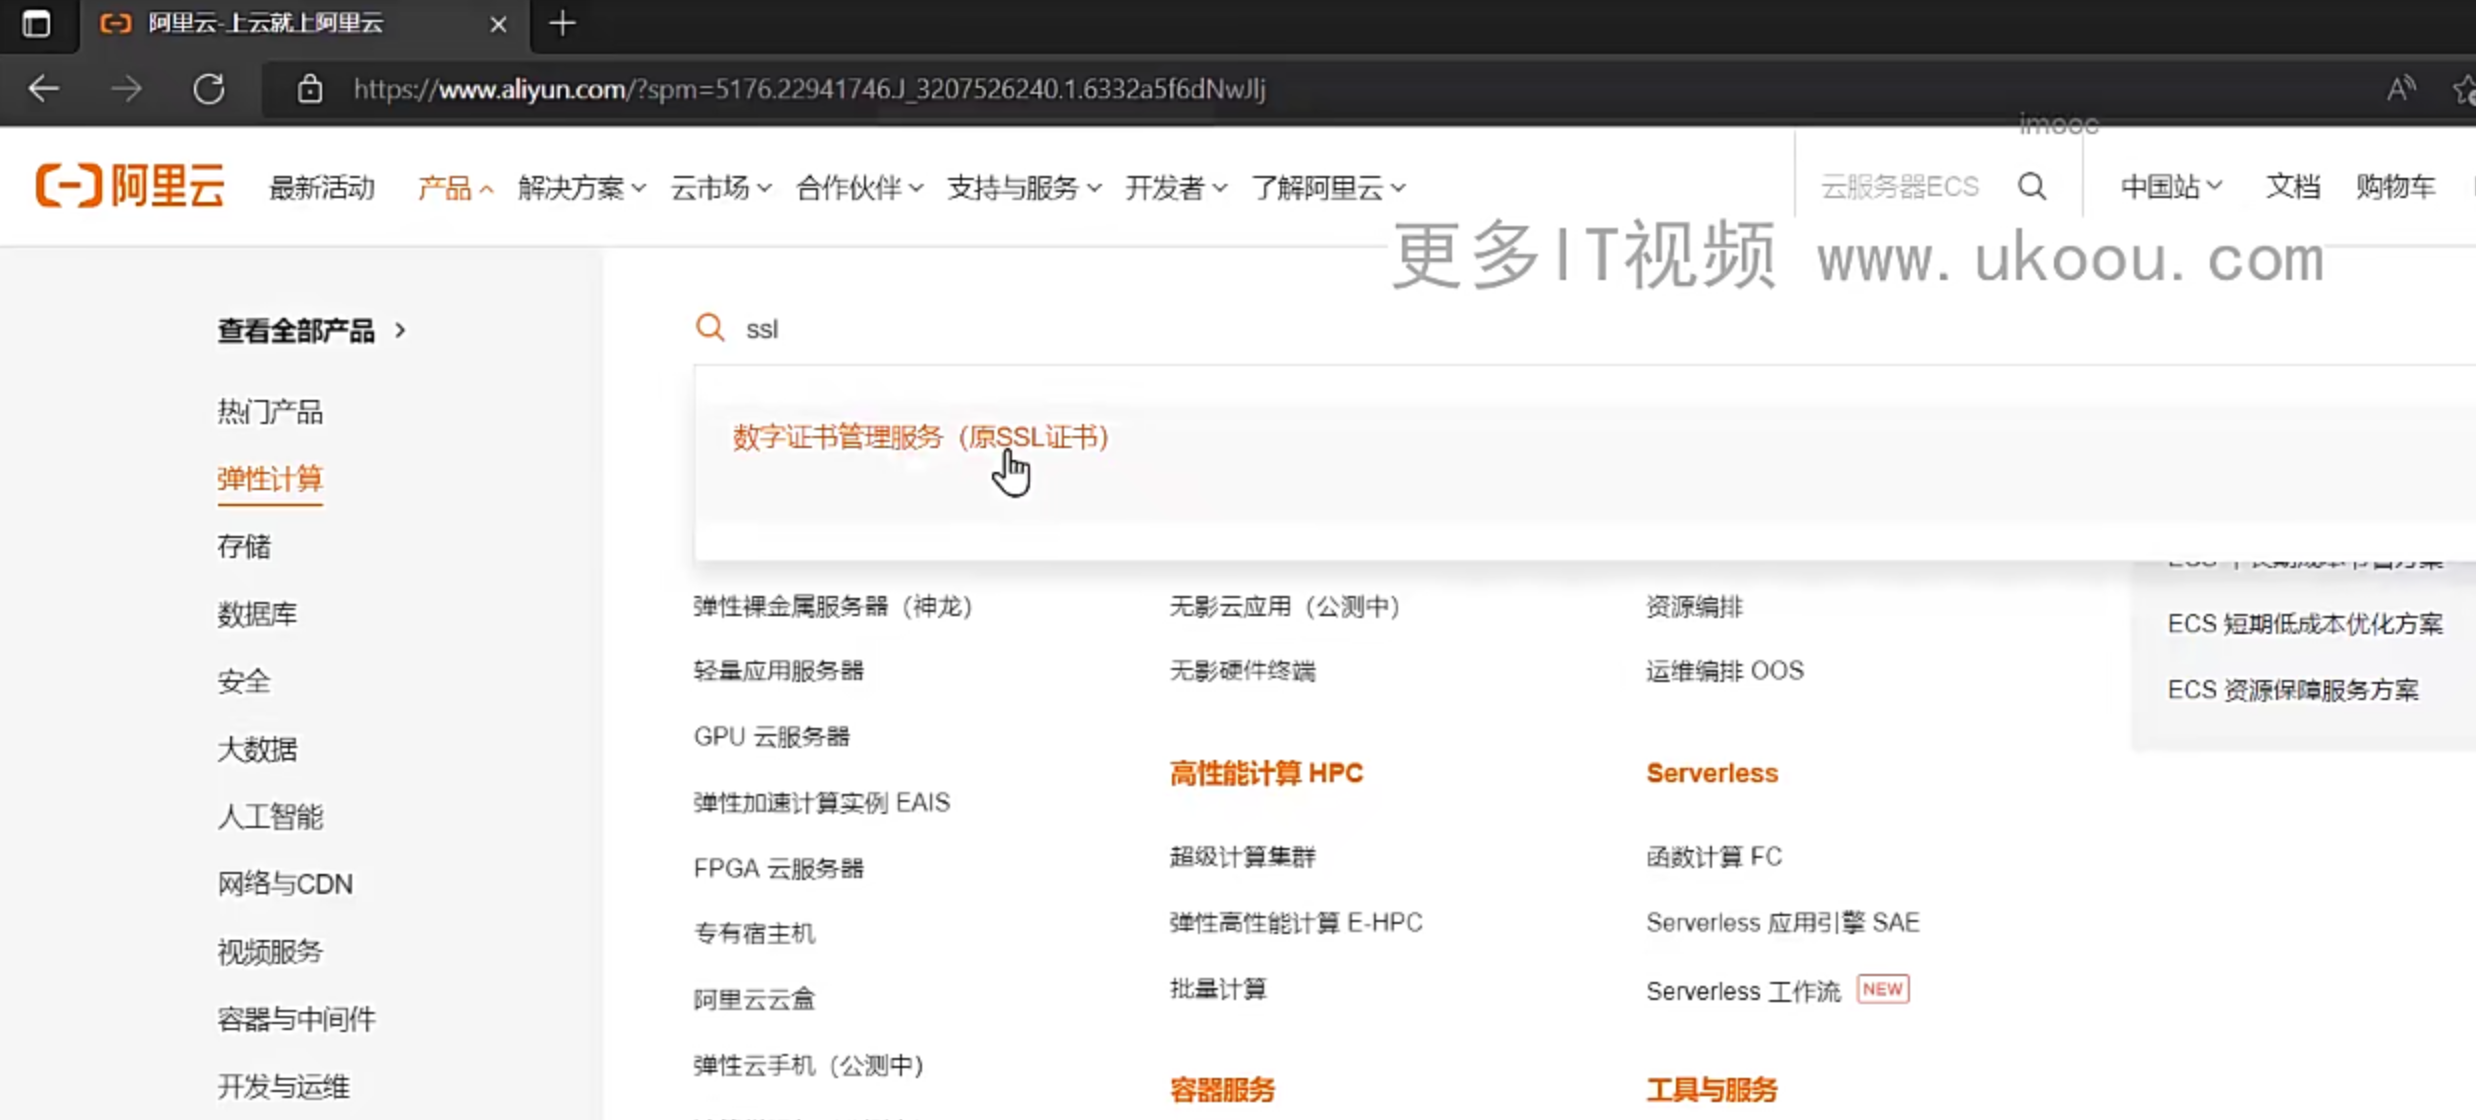 阿里云-上云就上阿里云
https://www.aliyun.com/?spm=5176.22941746.J_3207526240.1.6332a5f6dNwJlj
imooc
阿里云 最新活动 产品 解决方案 云市场 合作伙伴 支持与服务 开发者 了解阿里云 云服务器ECS 中国站 文档 购物车
更多IT视频 www.ukoou.com
查看全部产品
ssl
热门产品
数字证书管理服务（原SSL证书）
弹性计算
存储
数据库
安全
大数据
人工智能
网络与CDN
视频服务
容器与中间件
开发与运维
弹性裸金属服务器（神龙）
轻量应用服务器
GPU 云服务器
弹性加速计算实例 EAIS
FPGA 云服务器
专有宿主机
阿里云云盒
弹性云手机（公测中）
无影云应用（公测中）
无影硬件终端
高性能计算 HPC
超级计算集群
弹性高性能计算 E-HPC
批量计算
容器服务
资源编排
运维编排 OOS
Serverless
函数计算 FC
Serverless 应用引擎 SAE
Serverless 工作流 NEW
工具与服务
ECS 短期低成本优化方案
ECS 资源保障服务方案